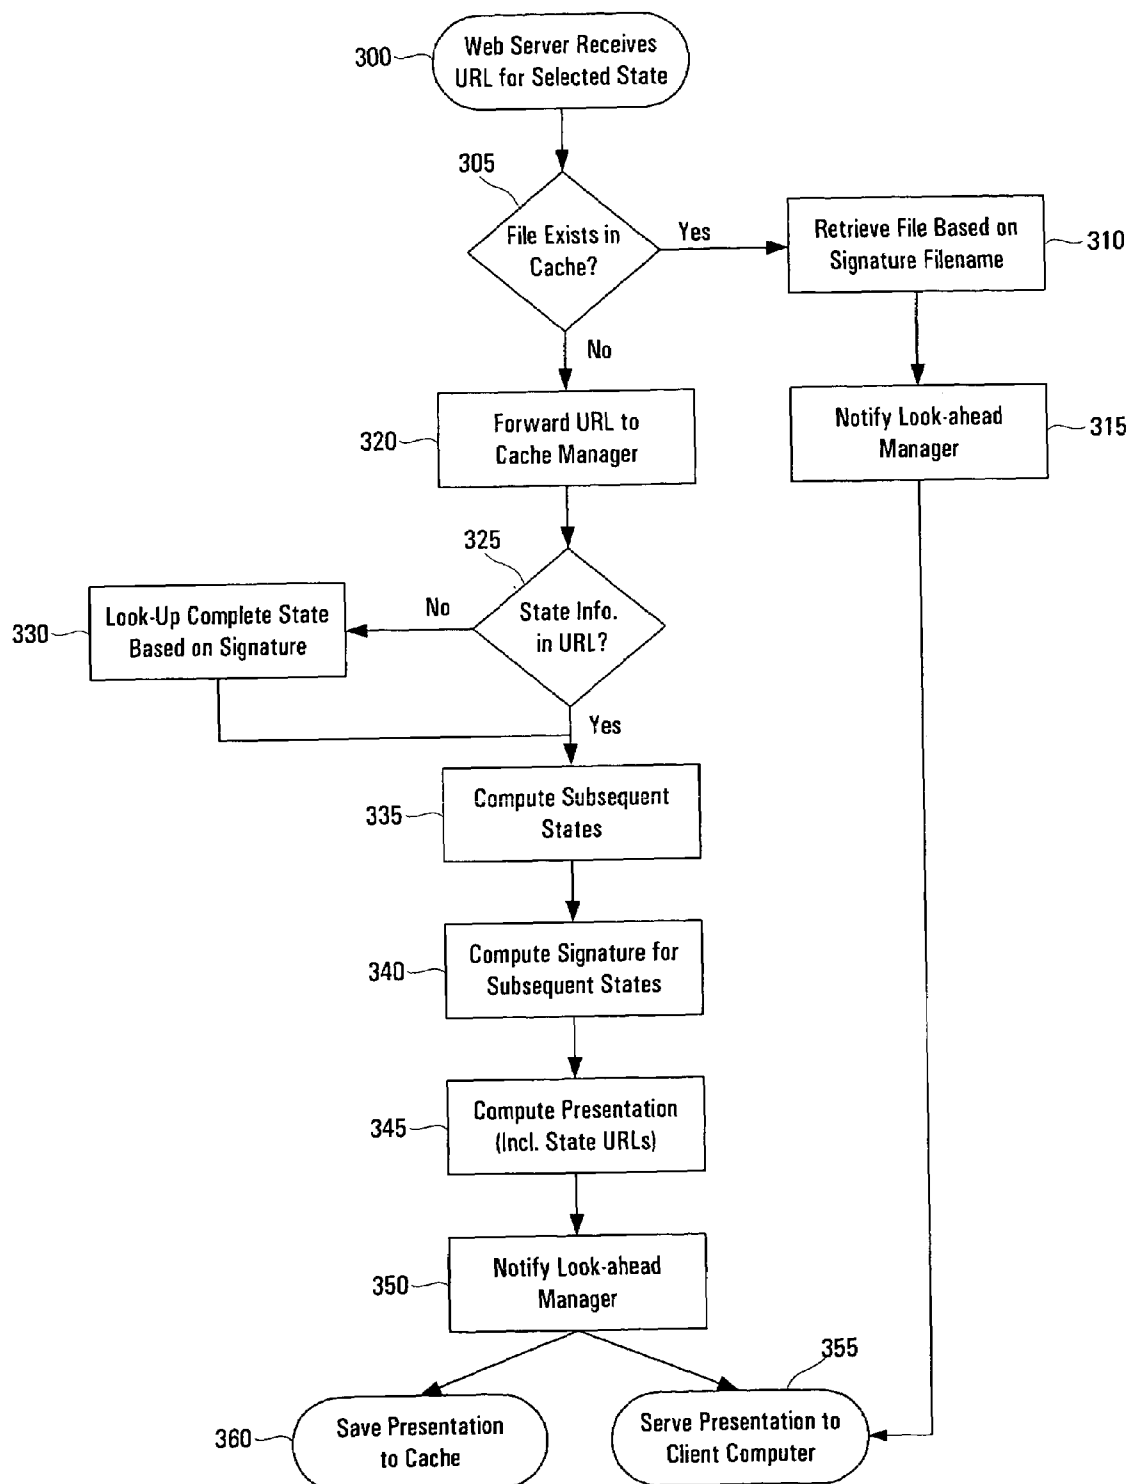 300
Web Server Receives
URL for Selected State
305
File Exists in
Cache?
Yes
Retrieve File Based on
Signature Filename
310
No
320
Forward URL to
Cache Manager
Notify Look-ahead
Manager
315
325
State Info.
in URL?
No
330
Look-Up Complete State
Based on Signature
Yes
335
Compute Subsequent
States
340
Compute Signature for
Subsequent States
345
Compute Presentation
(Incl. State URLs)
350
Notify Look-ahead
Manager
355
360
Save Presentation
to Cache
Serve Presentation to
Client Computer